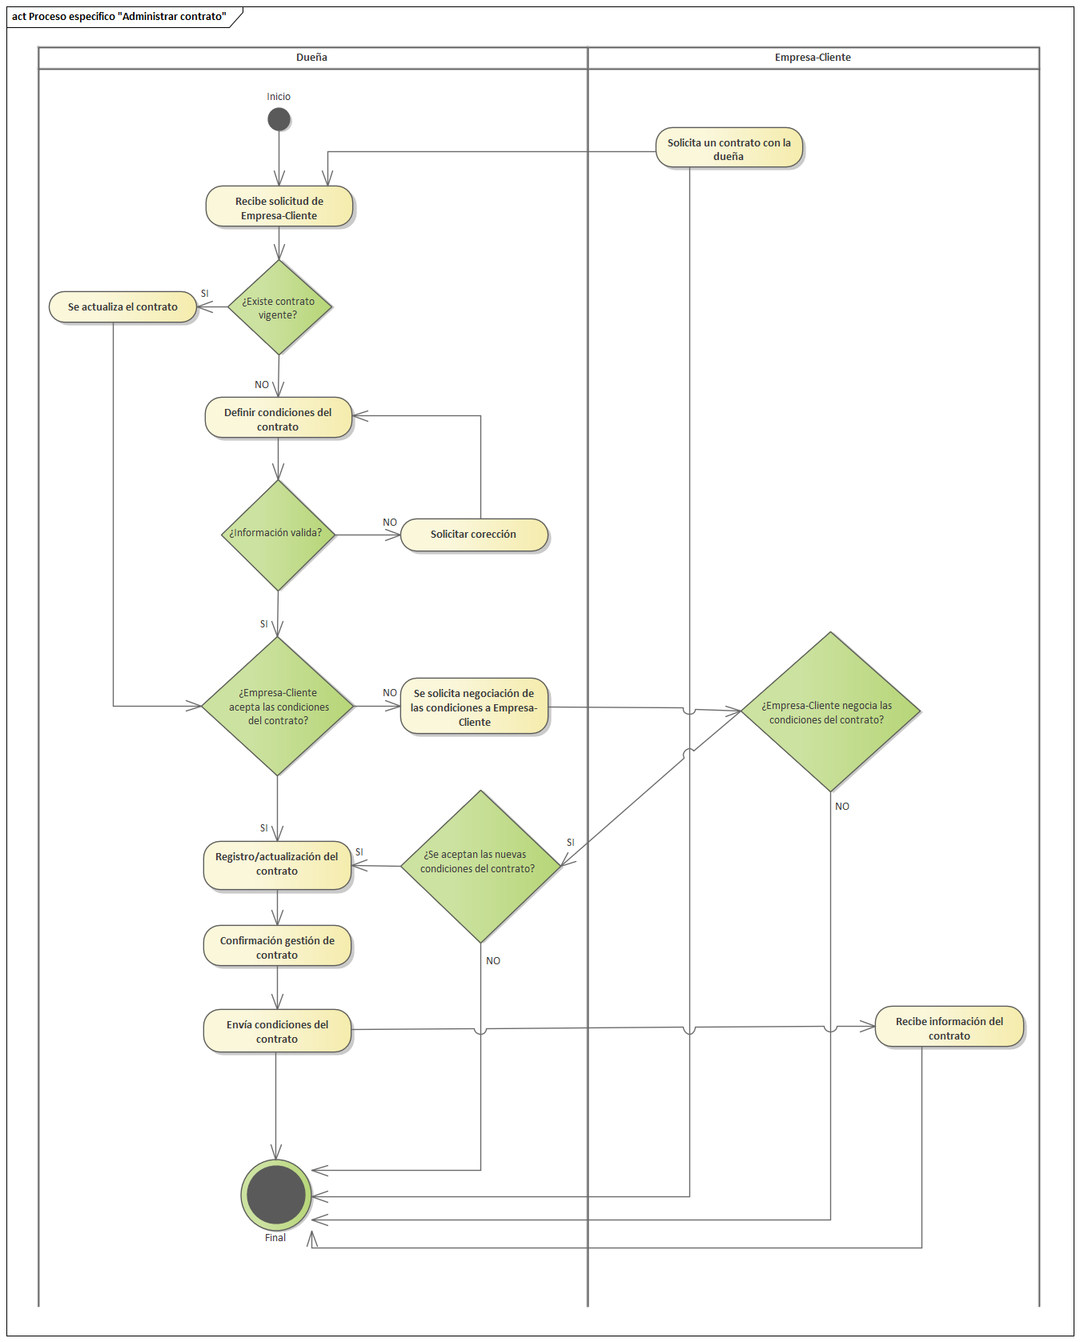 act Proceso especifico "Administrar contrato"
Dueña
Empresa-Cliente
Inicio
Solicita un contrato con la
dueña
Recibe solicitud de
Empresa-Cliente
¿Existe contrato
vigente?
SI
Se actualiza el contrato
NO
Definir condiciones del
contrato
¿Información valida?
NO
Solicitar corección
SI
¿Empresa-Cliente
acepta las condiciones
del contrato?
NO
Se solicita negociación de
las condiciones a Empresa-
Cliente
¿Empresa-Cliente negocia las
condiciones del contrato?
NO
SI
SI
¿Se aceptan las nuevas
condiciones del contrato?
SI
Registro/actualización del
contrato
NO
Confirmación gestión de
contrato
Envía condiciones del
contrato
Recibe información del
contrato
Final